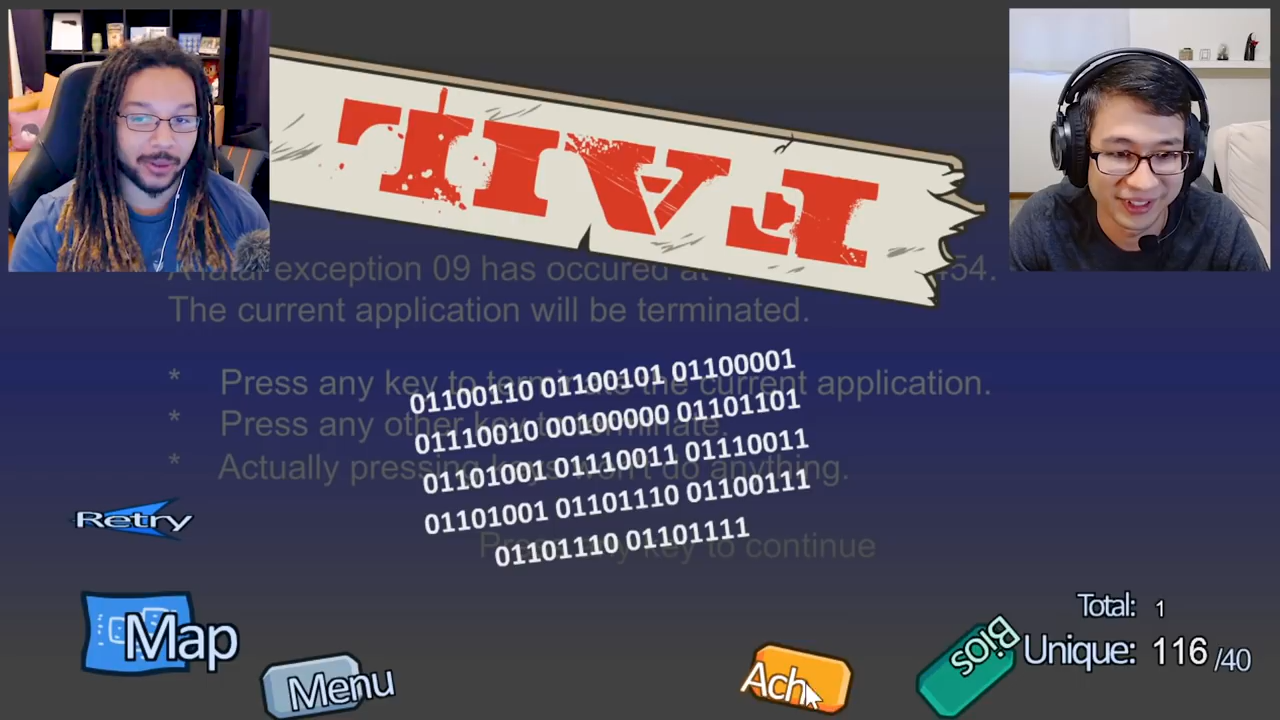 FAIL
A fatal exception 09 has occured at 454.
The current application will be terminated.
* Press any key to terminate the current application.
* Press any other key to terminate.
* Actually pressing keys won't do anything.
Press any key to continue
01100110 01100101 01100001
01110010 00100000 01101101
01101001 01110011 01110011
01101001 01101110 01100111
01101110 01101111
Retry
Map
Menu
Ach
Bios
Total: 1
Unique: 116 /40